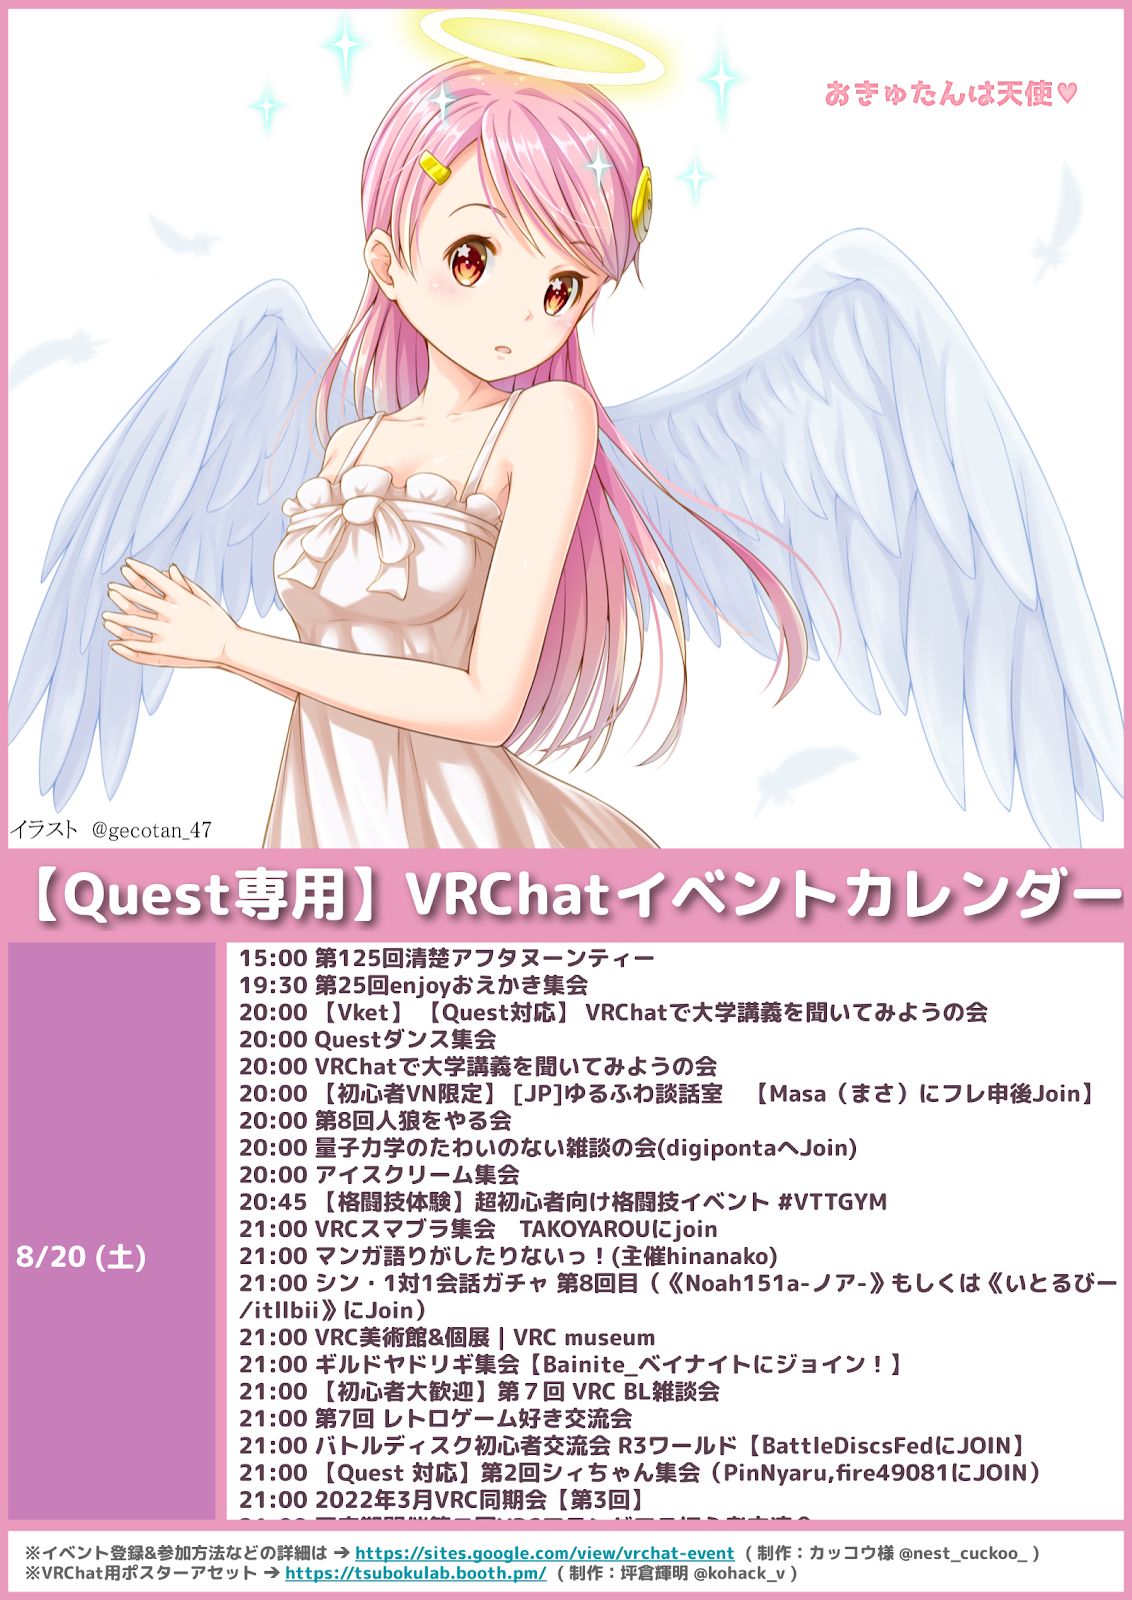 おきゅたんは天使♥
イラスト @gecotan_47
【Quest専用】VRChatイベントカレンダー
8/20 (土)
15:00 第125回清楚アフタヌーンティー
19:30 第25回enjoyおえかき集会
20:00 【Vket】 【Quest対応】 VRChatで大学講義を聞いてみようの会
20:00 Questダンス集会
20:00 VRChatで大学講義を聞いてみようの会
20:00 【初心者VN限定】 [JP]ゆるふわ談話室　【Masa（まさ）にフレ申後Join】
20:00 第8回人狼をやる会
20:00 量子力学のたわいのない雑談の会(digipontaへJoin)
20:00 アイスクリーム集会
20:45 【格闘技体験】超初心者向け格闘技イベント #VTTGYM
21:00 VRCスマブラ集会　TAKOYAROUにjoin
21:00 マンガ語りがしたりないっ！(主催hinanako)
21:00 シン・1対1会話ガチャ 第8回目（《Noah151a-ノア-》もしくは《いとるびー
/itllbii》にJoin）
21:00 VRC美術館&個展 | VRC museum
21:00 ギルドヤドリギ集会【Bainite_ベイナイトにジョイン！】
21:00 【初心者大歓迎】第７回 VRC BL雑談会
21:00 第7回 レトロゲーム好き交流会
21:00 バトルディスク初心者交流会 R3ワールド【BattleDiscsFedにJOIN】
21:00 【Quest 対応】第2回シィちゃん集会（PinNyaru,fire49081にJOIN）
21:00 2022年3月VRC同期会【第3回】
※イベント登録&参加方法などの詳細は ➔ https://sites.google.com/view/vrchat-event ( 制作：カッコウ様 @nest_cuckoo_ )
※VRChat用ポスターアセット ➔ https://tsubokulab.booth.pm/ ( 制作：坪倉輝明 @kohack_v )